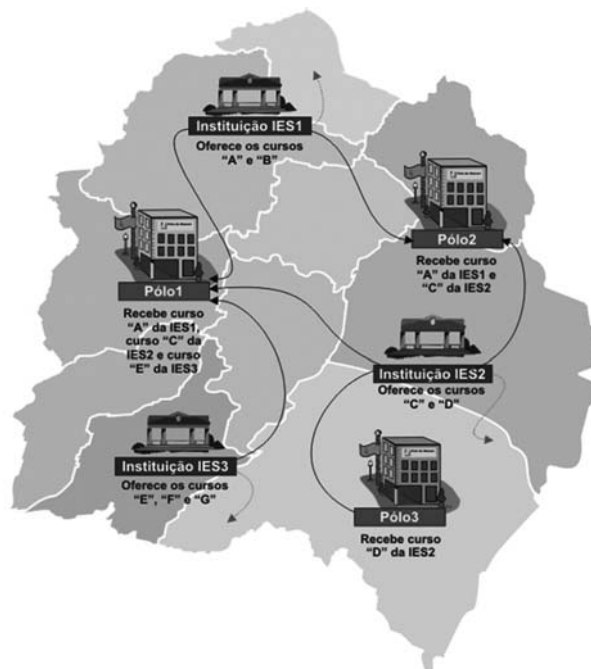 Instituição IES1
Oferece os cursos
“A” e “B”
Pólo2
Recebe curso
“A” da IES1 e
“C” da IES2
Pólo1
Recebe curso
“A” da IES1,
curso “C” da
IES2 e curso
“E” da IES3
Instituição IES2
Oferece os cursos
“C” e “D”
Instituição IES3
Oferece os cursos
“E”, “F” e “G”
Pólo3
Recebe curso
“D” da IES2